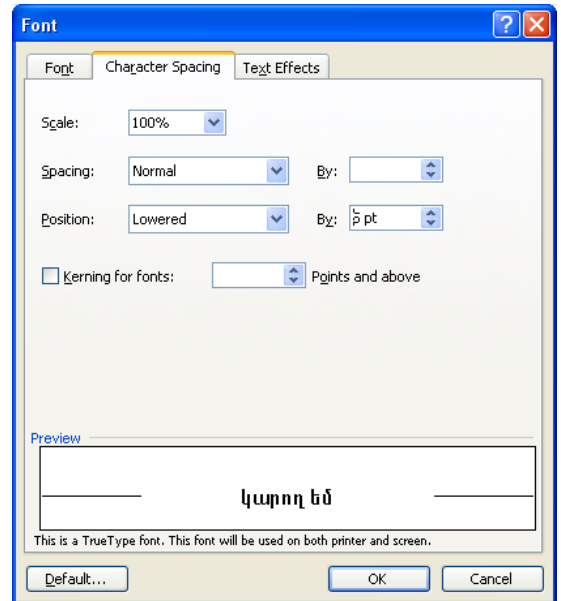 Font
Font Character Spacing Text Effects
Scale: 100%
Spacing: Normal By:
Position: Lowered By: 5 pt
Kerning for fonts: Points and above
Preview
կարող եմ
This is a TrueType font. This font will be used on both printer and screen.
Default... OK Cancel